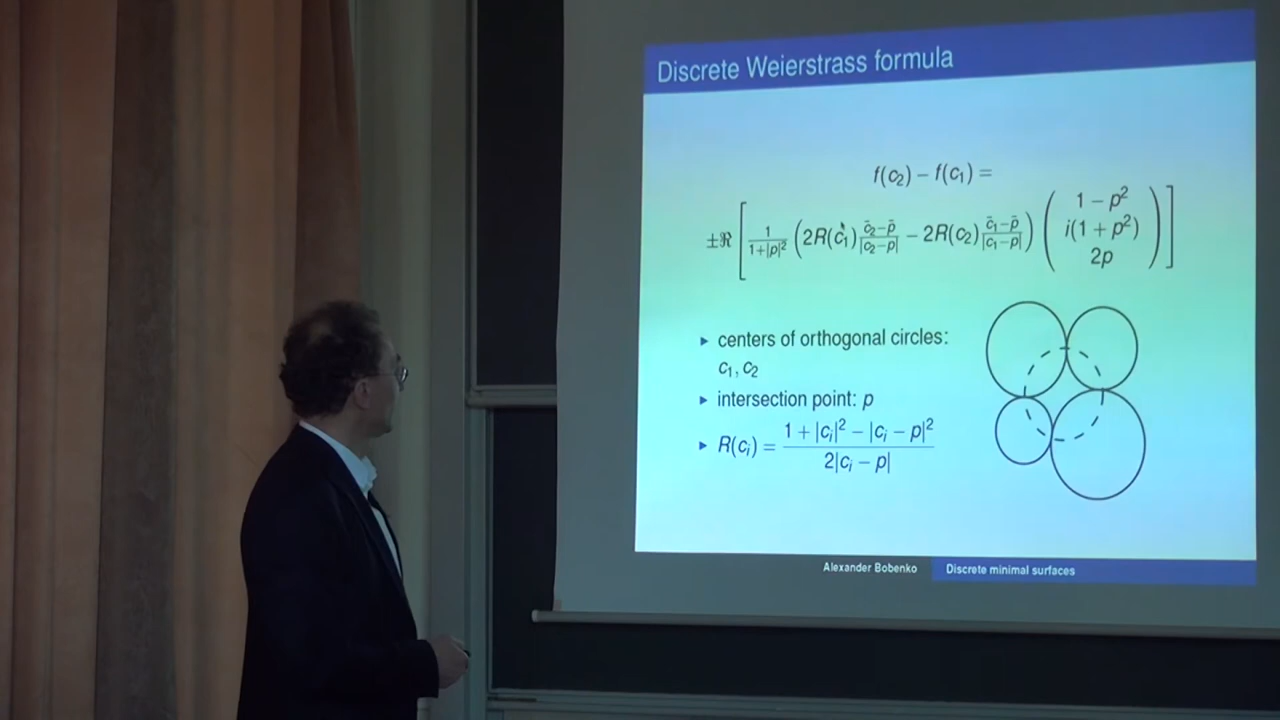 Discrete Weierstrass formula
f(c₂) − f(c₁) =
±ℜ [ 1/(1+|p|²) ( 2R(c₁) (c̄₂−p̄)/|c₂−p| − 2R(c₂) (c̄₁−p̄)/|c₁−p| ) ( 1 − p² ; i(1 + p²) ; 2p ) ]
▸ centers of orthogonal circles:
c₁, c₂
▸ intersection point: p
▸ R(cᵢ) = (1 + |cᵢ|² − |cᵢ − p|²) / (2|cᵢ − p|)
Alexander Bobenko Discrete minimal surfaces